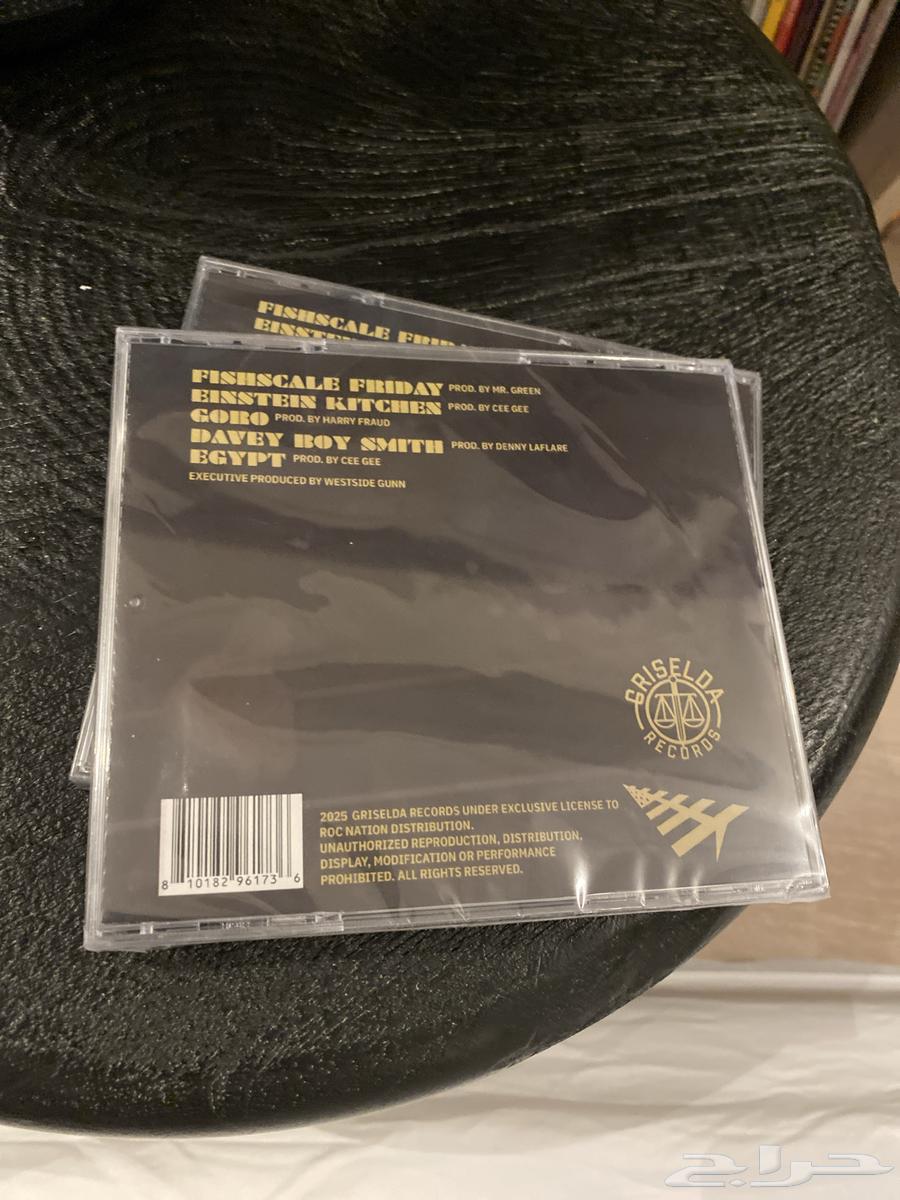 FISHSCALE FRIDAY
FISHSCALE FRIDAY PROD. BY MR. GREEN
EINSTEIN KITCHEN PROD. BY CEE GEE
GORO PROD. BY HARRY FRAUD
DAVEY BOY SMITH PROD. BY DENNY LAFLARE
EGYPT PROD. BY CEE GEE
EXECUTIVE PRODUCED BY WESTSIDE GUNN
GRISELDA
RECORDS
2025 GRISELDA RECORDS UNDER EXCLUSIVE LICENSE TO
ROC NATION DISTRIBUTION.
UNAUTHORIZED REPRODUCTION, DISTRIBUTION,
DISPLAY, MODIFICATION OR PERFORMANCE
PROHIBITED. ALL RIGHTS RESERVED.
8 10182 96173 6
حراج